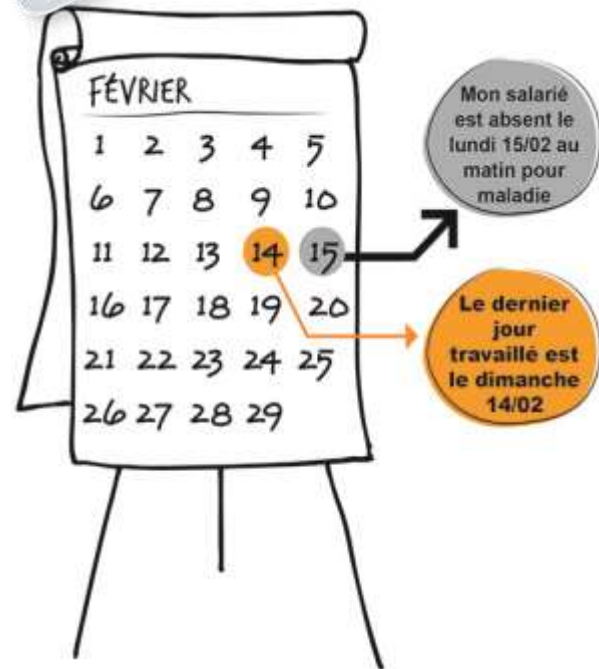 FÉVRIER
1 2 3 4 5
6 7 8 9 10
11 12 13 14 15
16 17 18 19 20
21 22 23 24 25
26 27 28 29
Mon salarié
est absent le
lundi 15/02 au
matin pour
maladie
Le dernier
jour
travaillé est
le dimanche
14/02